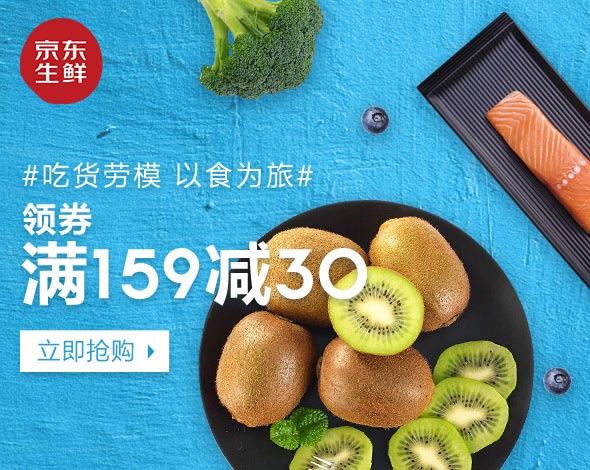 京东
生鲜
#吃货劳模 以食为旅#
领券
满159减30
立即抢购